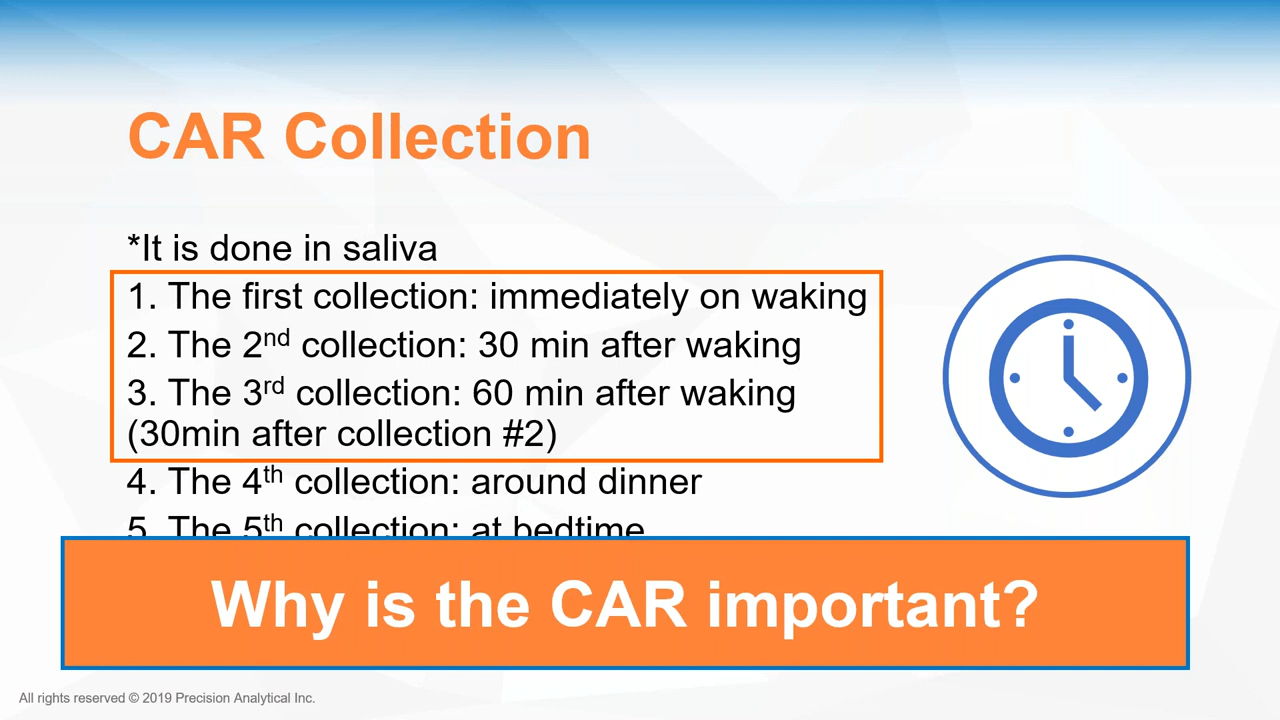 CAR Collection
*It is done in saliva
1. The first collection: immediately on waking
2. The 2nd collection: 30 min after waking
3. The 3rd collection: 60 min after waking
(30min after collection #2)
4. The 4th collection: around dinner
5. The 5th collection: at bedtime
Why is the CAR important?
All rights reserved © 2019 Precision Analytical Inc.